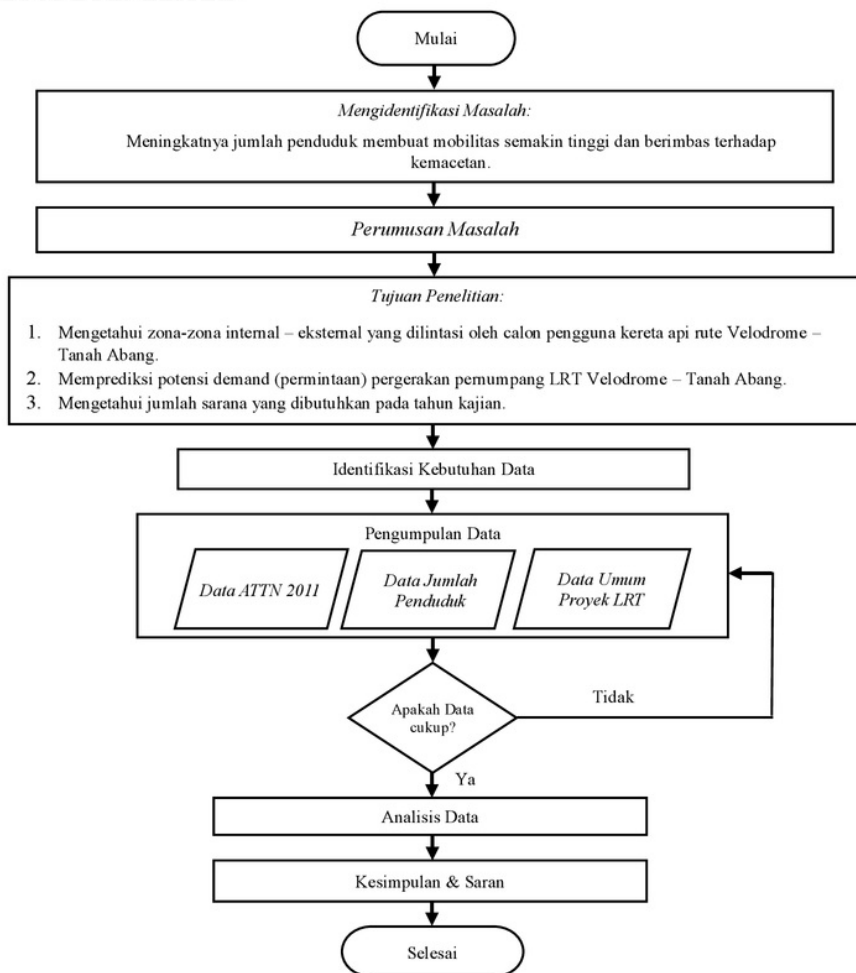 Mulai
Mengidentifikasi Masalah:
Meningkatnya jumlah penduduk membuat mobilitas semakin tinggi dan berimbas terhadap
kemacetan.
Perumusan Masalah
Tujuan Penelitian:
1. Mengetahui zona-zona internal – eksternal yang dilintasi oleh calon pengguna kereta api rute Velodrome –
Tanah Abang.
2. Memprediksi potensi demand (permintaan) pergerakan pernumpang LRT Velodrome – Tanah Abang.
3. Mengetahui jumlah sarana yang dibutuhkan pada tahun kajian.
Identifikasi Kebutuhan Data
Pengumpulan Data
Data ATTN 2011
Data Jumlah
Penduduk
Data Umum
Proyek LRT
Apakah Data
cukup?
Tidak
Ya
Analisis Data
Kesimpulan & Saran
Selesai